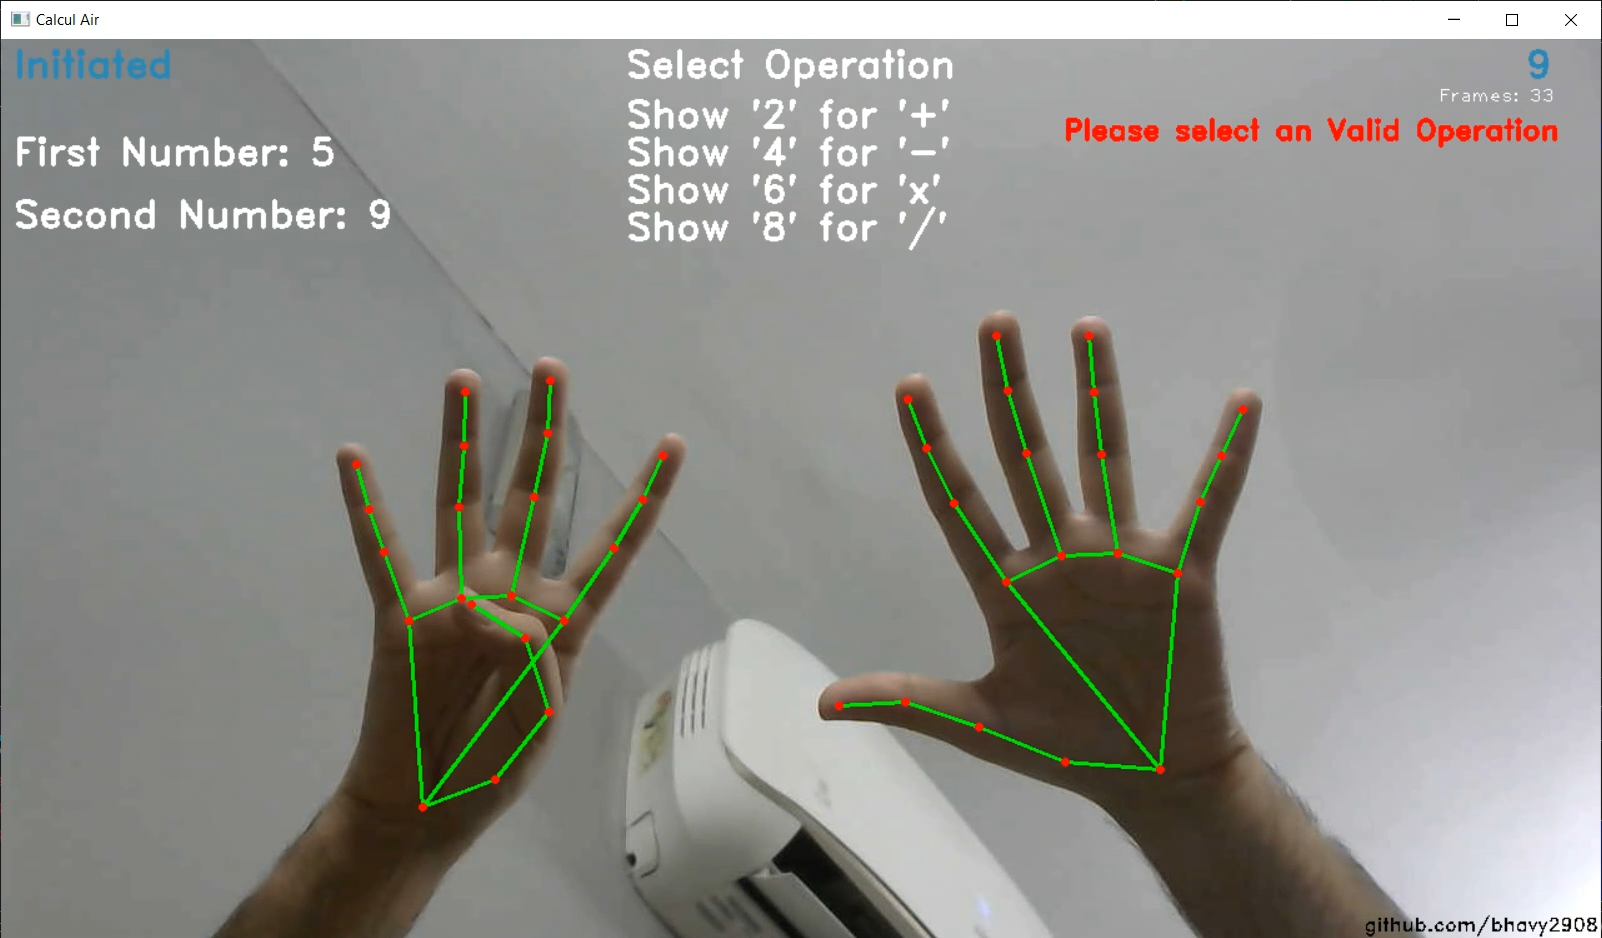 Calcul Air
Initiated
First Number: 5
Second Number: 9
Select Operation
Show '2' for '+'
Show '4' for '-'
Show '6' for 'x'
Show '8' for '/'
9
Frames: 33
Please select an Valid Operation
github.com/bhavy2908